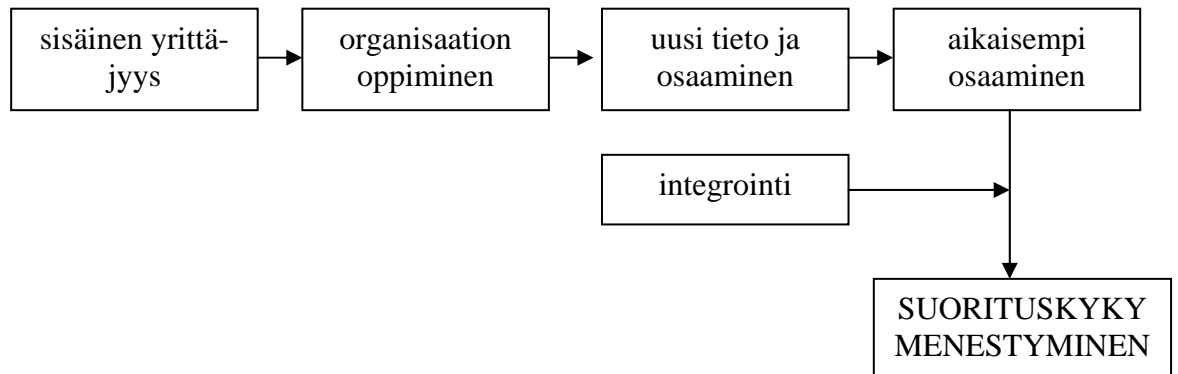 sisäinen yrittä-
jyys
organisaation
oppiminen
uusi tieto ja
osaaminen
aikaisempi
osaaminen
integrointi
SUORITUSKYKY
MENESTYMINEN